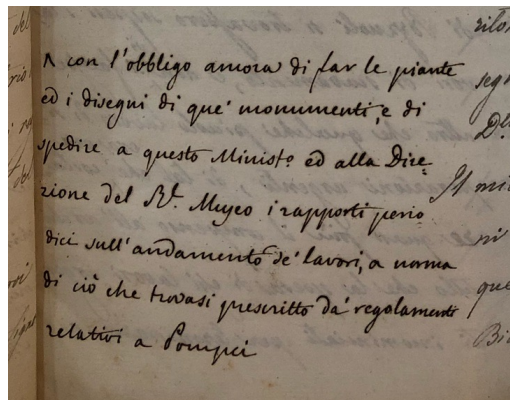 ^ con l'obbligo ancora di far le piante
ed i disegni di que' monumenti, e di
spedire a questo Minist.o ed alla Dire=
zione del Rl. Museo i rapporti perio
dici sull'andamento de' lavori, a norma
di ciò che trovasi prescritto da' regolamenti
relativi a Pompei